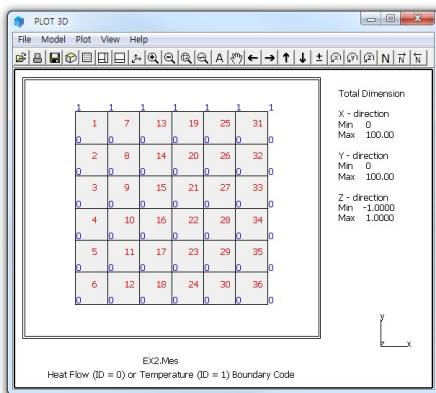 PLOT 3D
File Model Plot View Help
A ± N N N
1 1 1 1 1 1 1
1 7 13 19 25 31
0 0 0 0 0 0 0
2 8 14 20 26 32
0 0 0 0 0 0 0
3 9 15 21 27 33
0 0 0 0 0 0 0
4 10 16 22 28 34
0 0 0 0 0 0 0
5 11 17 23 29 35
0 0 0 0 0 0 0
6 12 18 24 30 36
0 0 0 0 0 0 0
Total Dimension
X - direction
Min 0
Max 100.00
Y - direction
Min 0
Max 100.00
Z - direction
Min -1.0000
Max 1.0000
y
z x
EX2.Mes
Heat Flow (ID = 0) or Temperature (ID = 1) Boundary Code